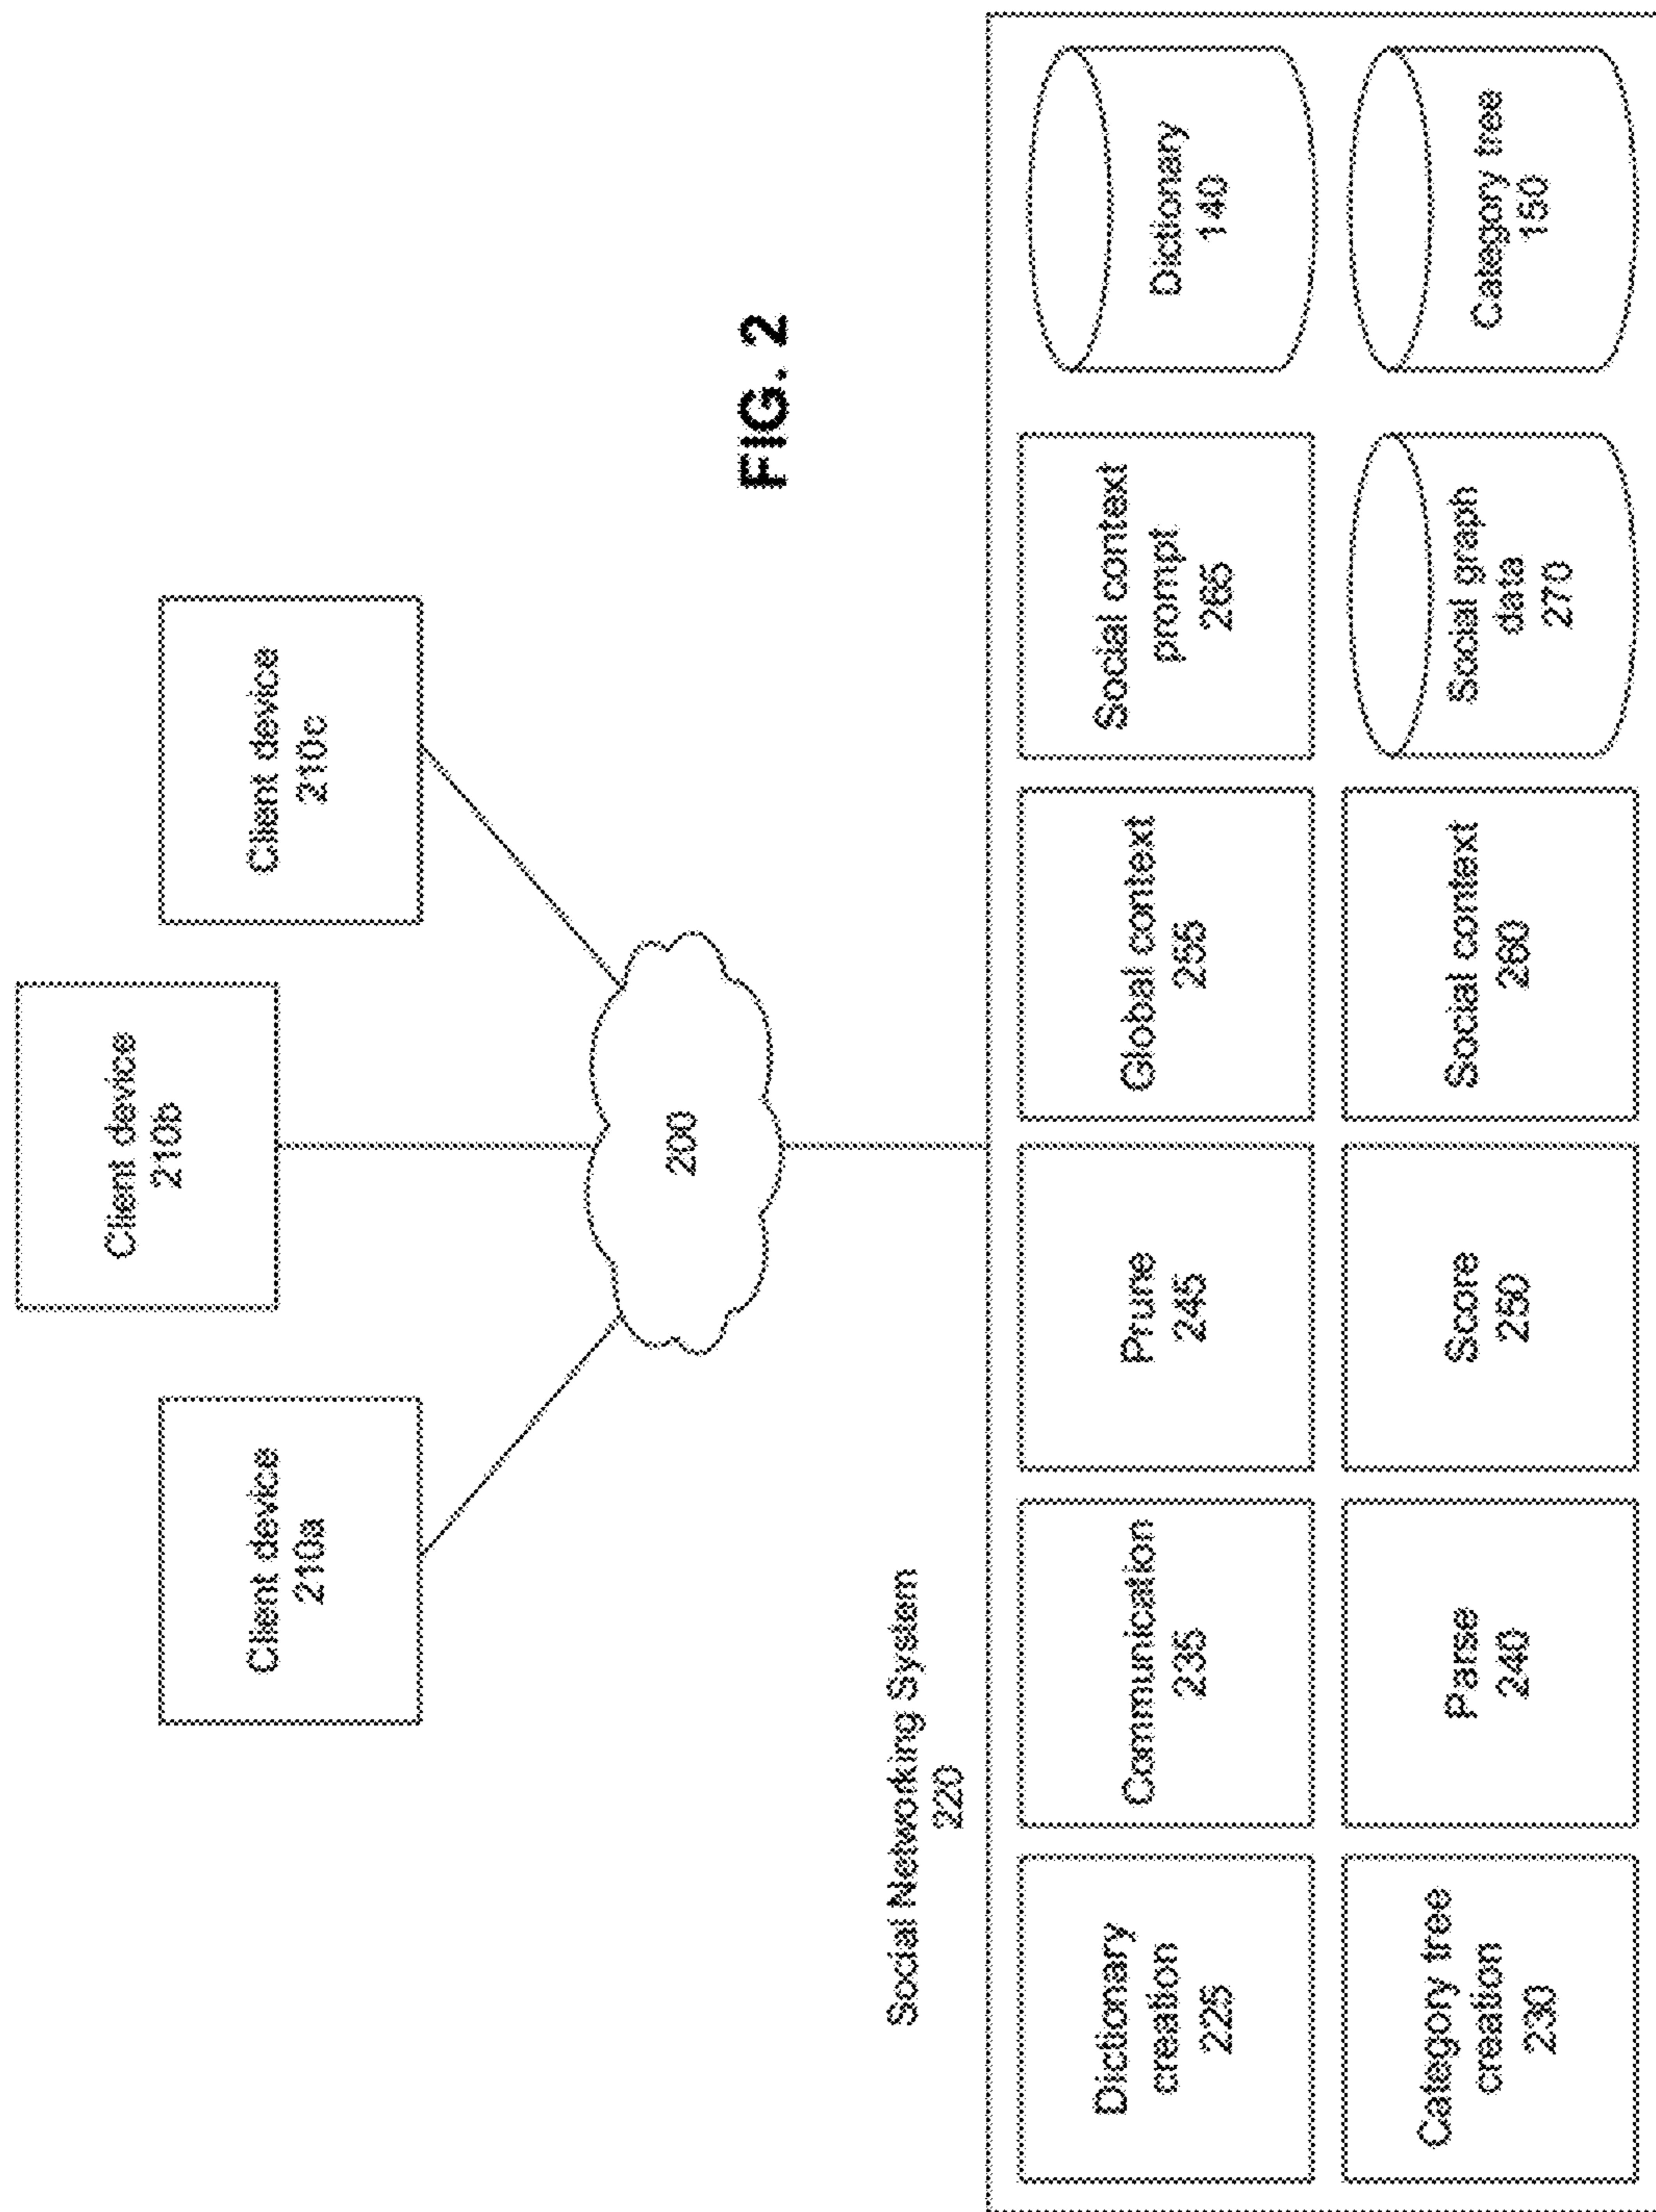 Client device
210b
Client device
210a
Client device
210c
200
FIG. 2
Social Networking System
220
Dictionary
creation
225
Communication
235
Prune
245
Global context
255
Social context
prompt
265
Dictionary
140
Category tree
creation
230
Parse
240
Score
250
Social context
260
Social graph
data
270
Category tree
150